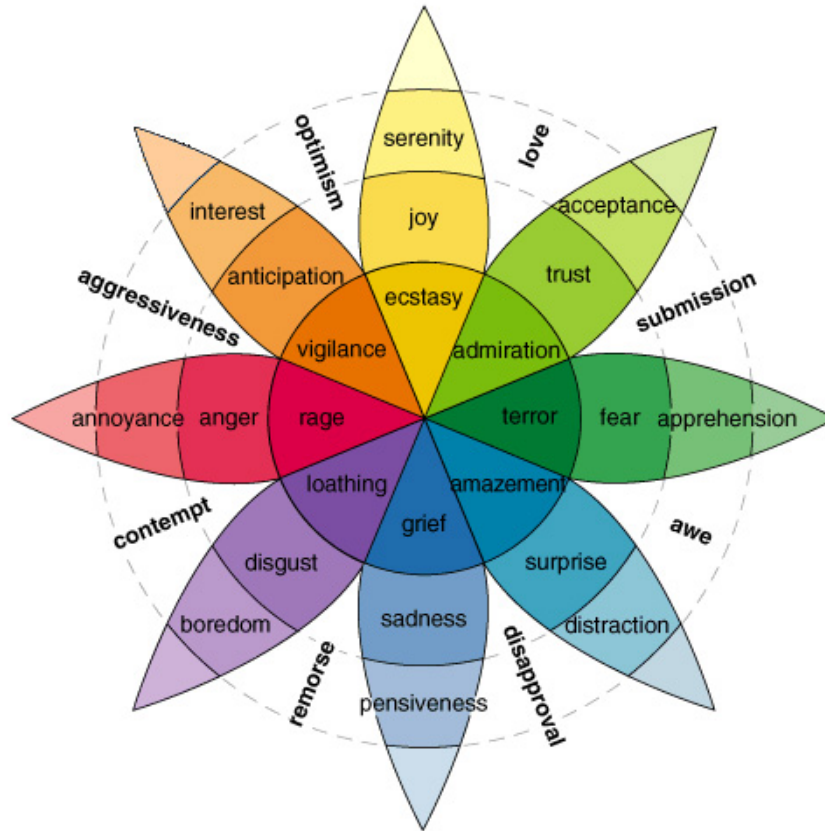 optimism
love
serenity
interest
acceptance
joy
anticipation
trust
aggressiveness
submission
ecstasy
vigilance
admiration
annoyance
anger
rage
terror
fear
apprehension
loathing
amazement
contempt
grief
awe
disgust
surprise
boredom
sadness
distraction
remorse
disapproval
pensiveness